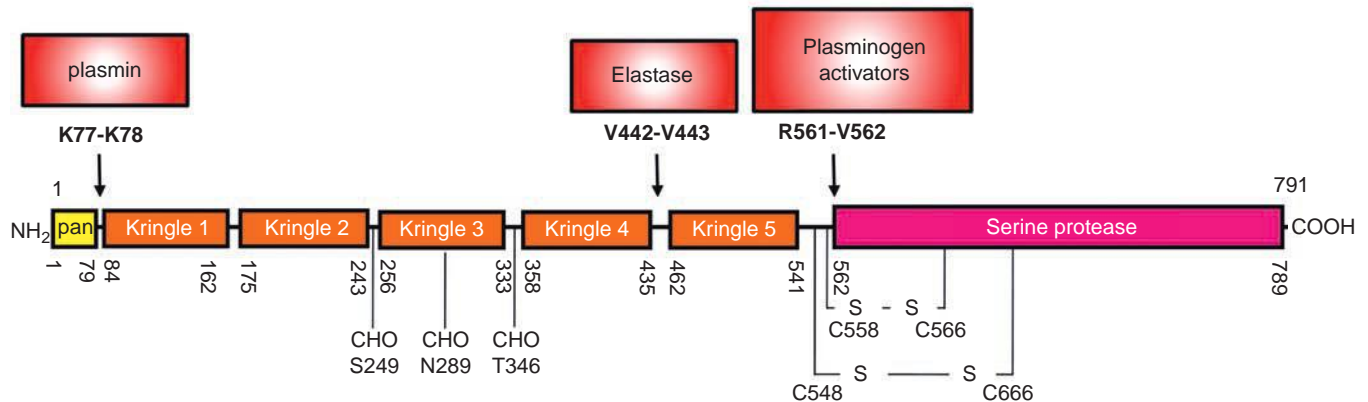 plasmin
Elastase
Plasminogen
activators
K77-K78
V442-V443
R561-V562
1
791
NH2
pan
Kringle 1
Kringle 2
Kringle 3
Kringle 4
Kringle 5
Serine protease
COOH
1
79
84
162
175
243
256
333
358
435
462
541
562
789
CHO
S249
CHO
N289
CHO
T346
S
S
C558
C566
S
S
C548
C666